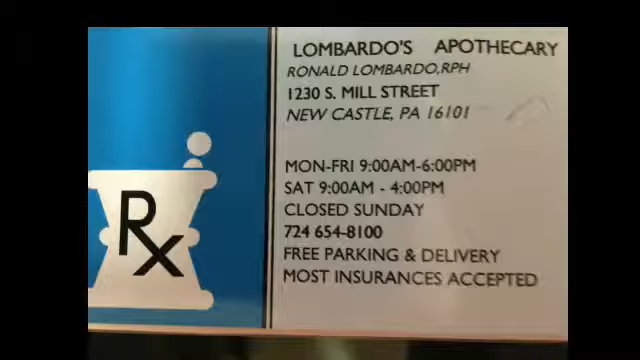 LOMBARDO'S APOTHECARY
RONALD LOMBARDO,RPH
1230 S. MILL STREET
NEW CASTLE, PA 16101
MON-FRI 9:00AM-6:00PM
SAT 9:00AM - 4:00PM
CLOSED SUNDAY
724 654-8100
FREE PARKING & DELIVERY
MOST INSURANCES ACCEPTED
Rx